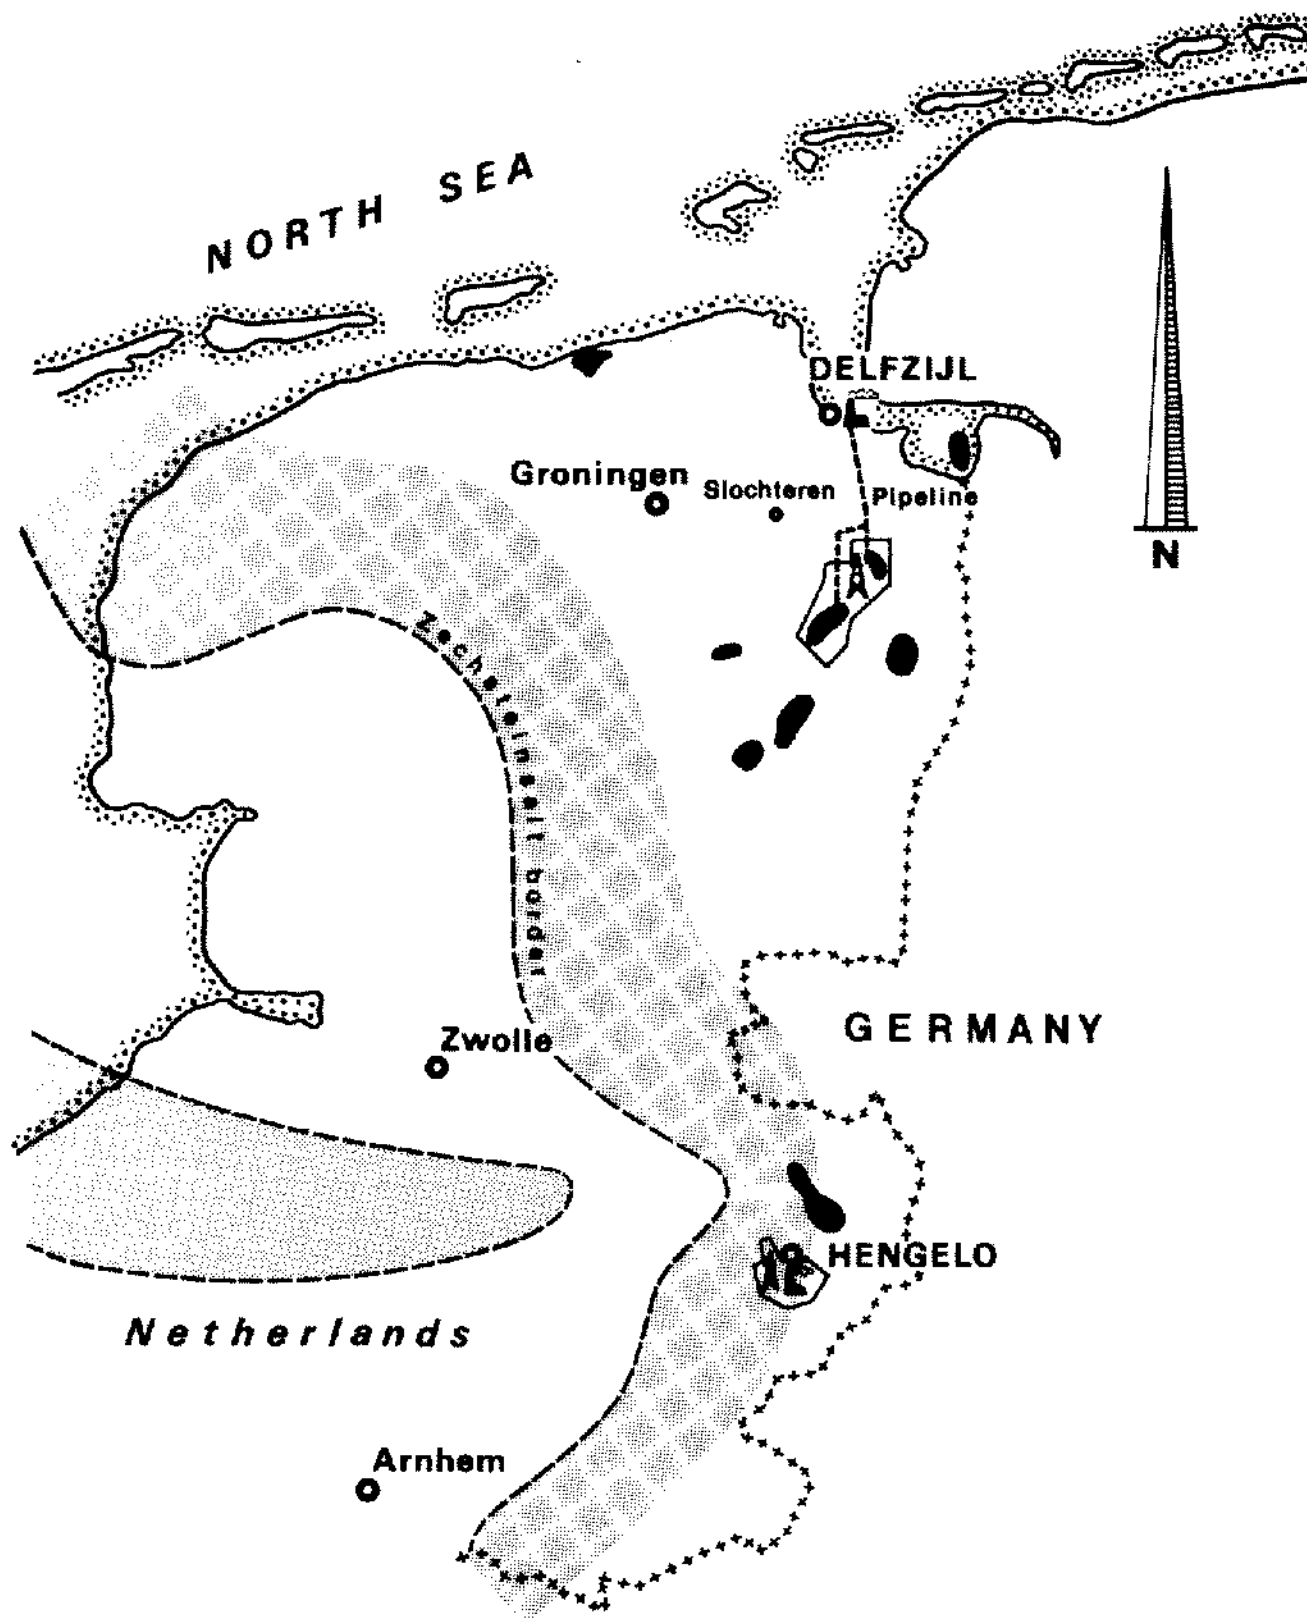 NORTH SEA
DELFZIJL
Groningen
Slochteren
Pipeline
N
Zechsteinsalt border
GERMANY
Zwolle
HENGELO
Netherlands
Arnhem